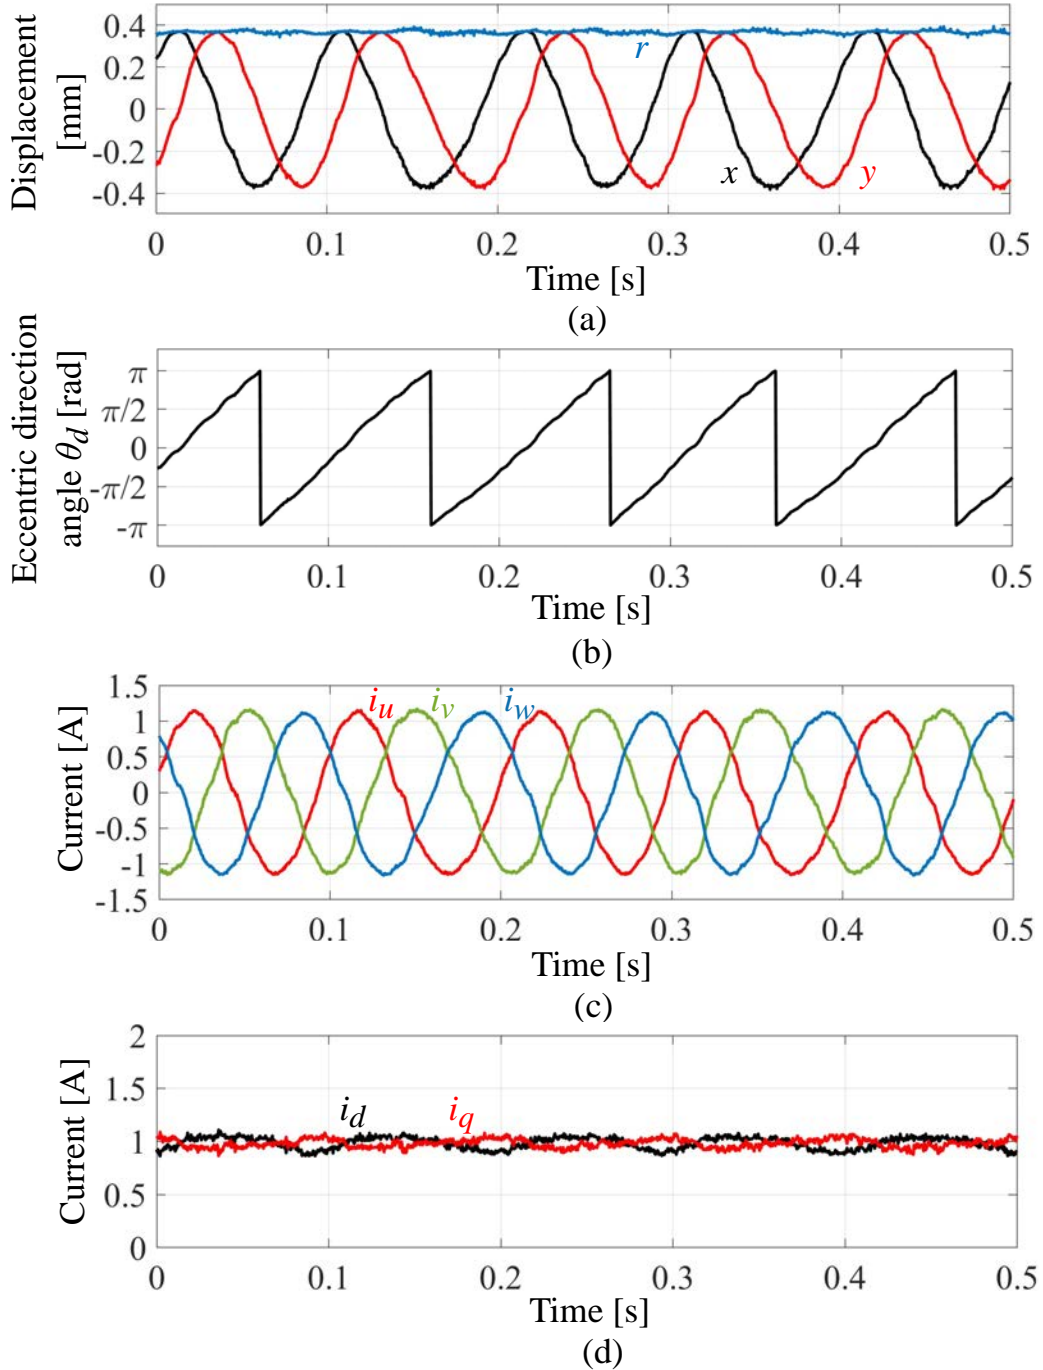 Displacement
[mm]
0.4
0.2
0
-0.2
-0.4
r
x
y
0 0.1 0.2 0.3 0.4 0.5
Time [s]
(a)
Eccentric direction
angle θd [rad]
π
π/2
0
-π/2
-π
0 0.1 0.2 0.3 0.4 0.5
Time [s]
(b)
Current [A]
1.5
1
0.5
0
-0.5
-1
-1.5
iu iv iw
0 0.1 0.2 0.3 0.4 0.5
Time [s]
(c)
Current [A]
2
1.5
1
0.5
0
id iq
0 0.1 0.2 0.3 0.4 0.5
Time [s]
(d)